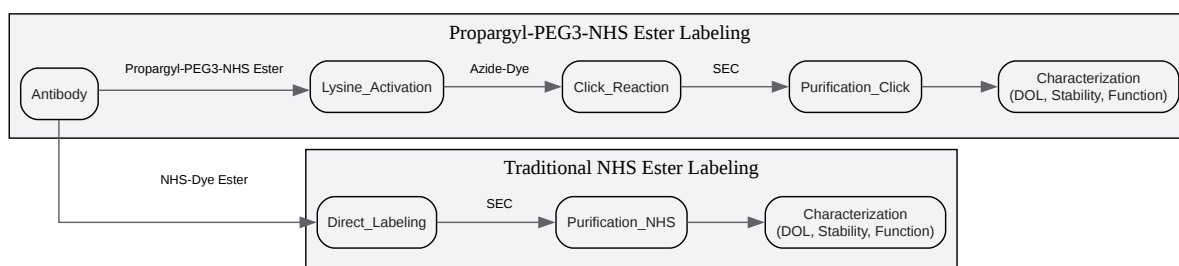 Propargyl-PEG3-NHS Ester Labeling
Propargyl-PEG3-NHS Ester
Azide-Dye
SEC
Antibody
Lysine_Activation
Click_Reaction
Purification_Click
Characterization
(DOL, Stability, Function)
Traditional NHS Ester Labeling
NHS-Dye Ester
SEC
Direct_Labeling
Purification_NHS
Characterization
(DOL, Stability, Function)